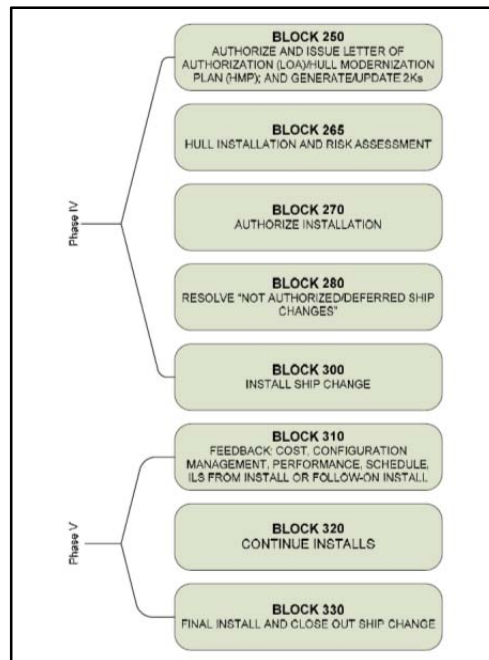 BLOCK 250
AUTHORIZE AND ISSUE LETTER OF
AUTHORIZATION (LOA)/HULL MODERNIZATION
PLAN (HMP); AND GENERATE/UPDATE 2Ks
BLOCK 265
HULL INSTALLATION AND RISK ASSESSMENT
Phase IV
BLOCK 270
AUTHORIZE INSTALLATION
BLOCK 280
RESOLVE "NOT AUTHORIZED/DEFERRED SHIP
CHANGES"
BLOCK 300
INSTALL SHIP CHANGE
BLOCK 310
FEEDBACK: COST, CONFIGURATION
MANAGEMENT, PERFORMANCE, SCHEDULE,
ILS FROM INSTALL OR FOLLOW-ON INSTALL
Phase V
BLOCK 320
CONTINUE INSTALLS
BLOCK 330
FINAL INSTALL AND CLOSE OUT SHIP CHANGE